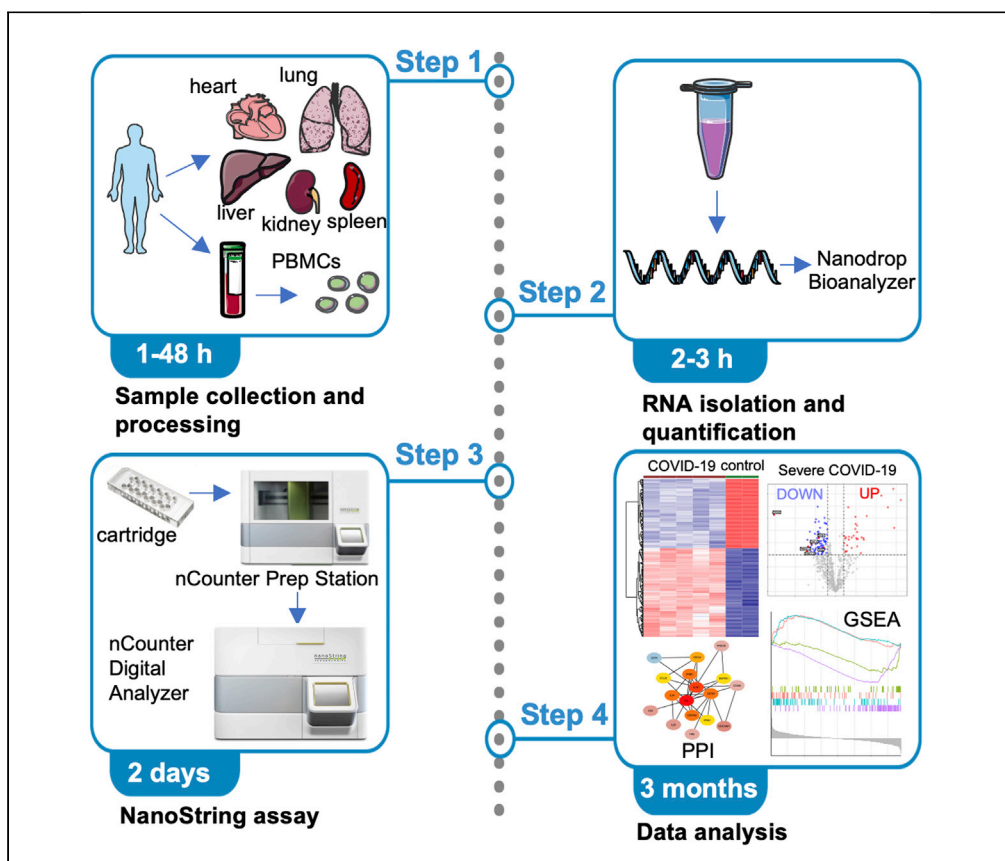 Step 1
heart
lung
liver
kidney
spleen
PBMCs
1-48 h
Sample collection and
processing
Step 2
Nanodrop
Bioanalyzer
2-3 h
RNA isolation and
quantification
Step 3
cartridge
nCounter Prep Station
nCounter
Digital
Analyzer
nanoString
2 days
NanoString assay
Step 4
COVID-19 control
Severe COVID-19
DOWN
UP
GSEA
PPI
3 months
Data analysis